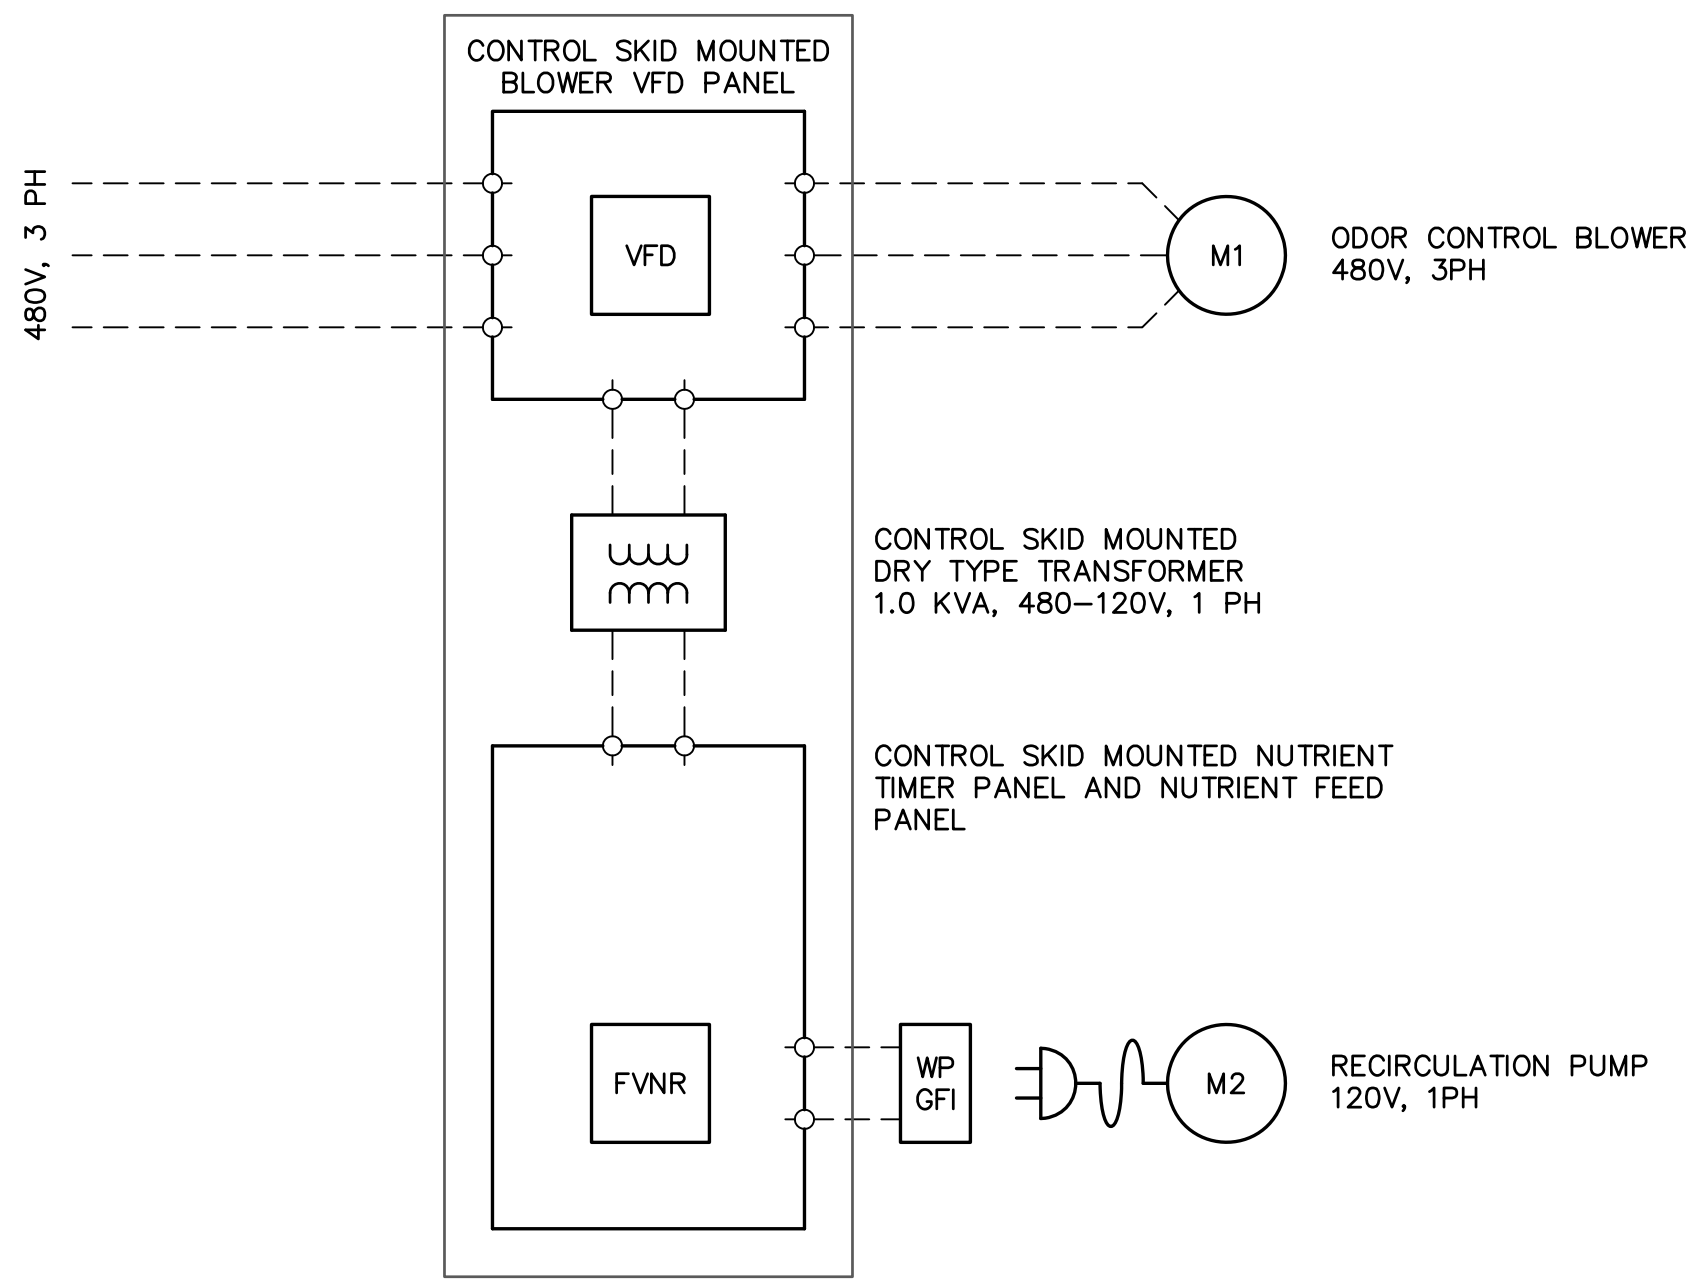 CONTROL SKID MOUNTED
BLOWER VFD PANEL
480V, 3 PH
VFD
M1
ODOR CONTROL BLOWER
480V, 3PH
CONTROL SKID MOUNTED
DRY TYPE TRANSFORMER
1.0 KVA, 480-120V, 1 PH
CONTROL SKID MOUNTED NUTRIENT
TIMER PANEL AND NUTRIENT FEED
PANEL
FVNR
WP
GFI
M2
RECIRCULATION PUMP
120V, 1PH